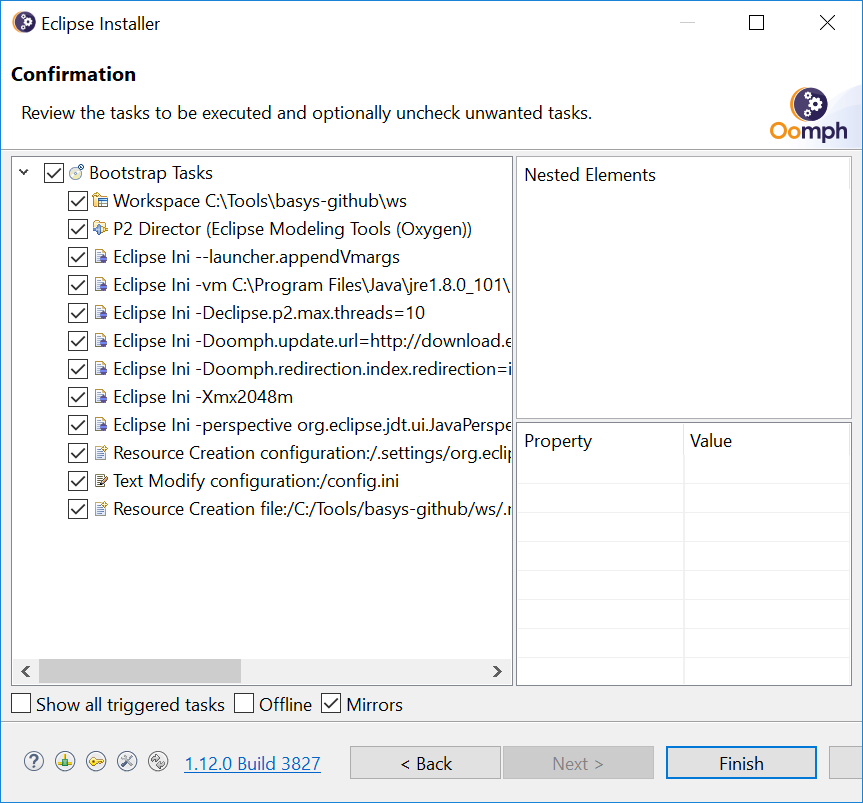 Eclipse Installer
Confirmation
Review the tasks to be executed and optionally uncheck unwanted tasks.
Oomph
Bootstrap Tasks
Workspace C:\Tools\basys-github\ws
P2 Director (Eclipse Modeling Tools (Oxygen))
Eclipse Ini --launcher.appendVmargs
Eclipse Ini -vm C:\Program Files\Java\jre1.8.0_101\
Eclipse Ini -Declipse.p2.max.threads=10
Eclipse Ini -Doomph.update.url=http://download.e
Eclipse Ini -Doomph.redirection.index.redirection=i
Eclipse Ini -Xmx2048m
Eclipse Ini -perspective org.eclipse.jdt.ui.JavaPerspe
Resource Creation configuration:/.settings/org.eclip
Text Modify configuration:/config.ini
Resource Creation file:/C:/Tools/basys-github/ws/.r
Nested Elements
Property Value
Show all triggered tasks Offline Mirrors
? 1.12.0 Build 3827 < Back Next > Finish